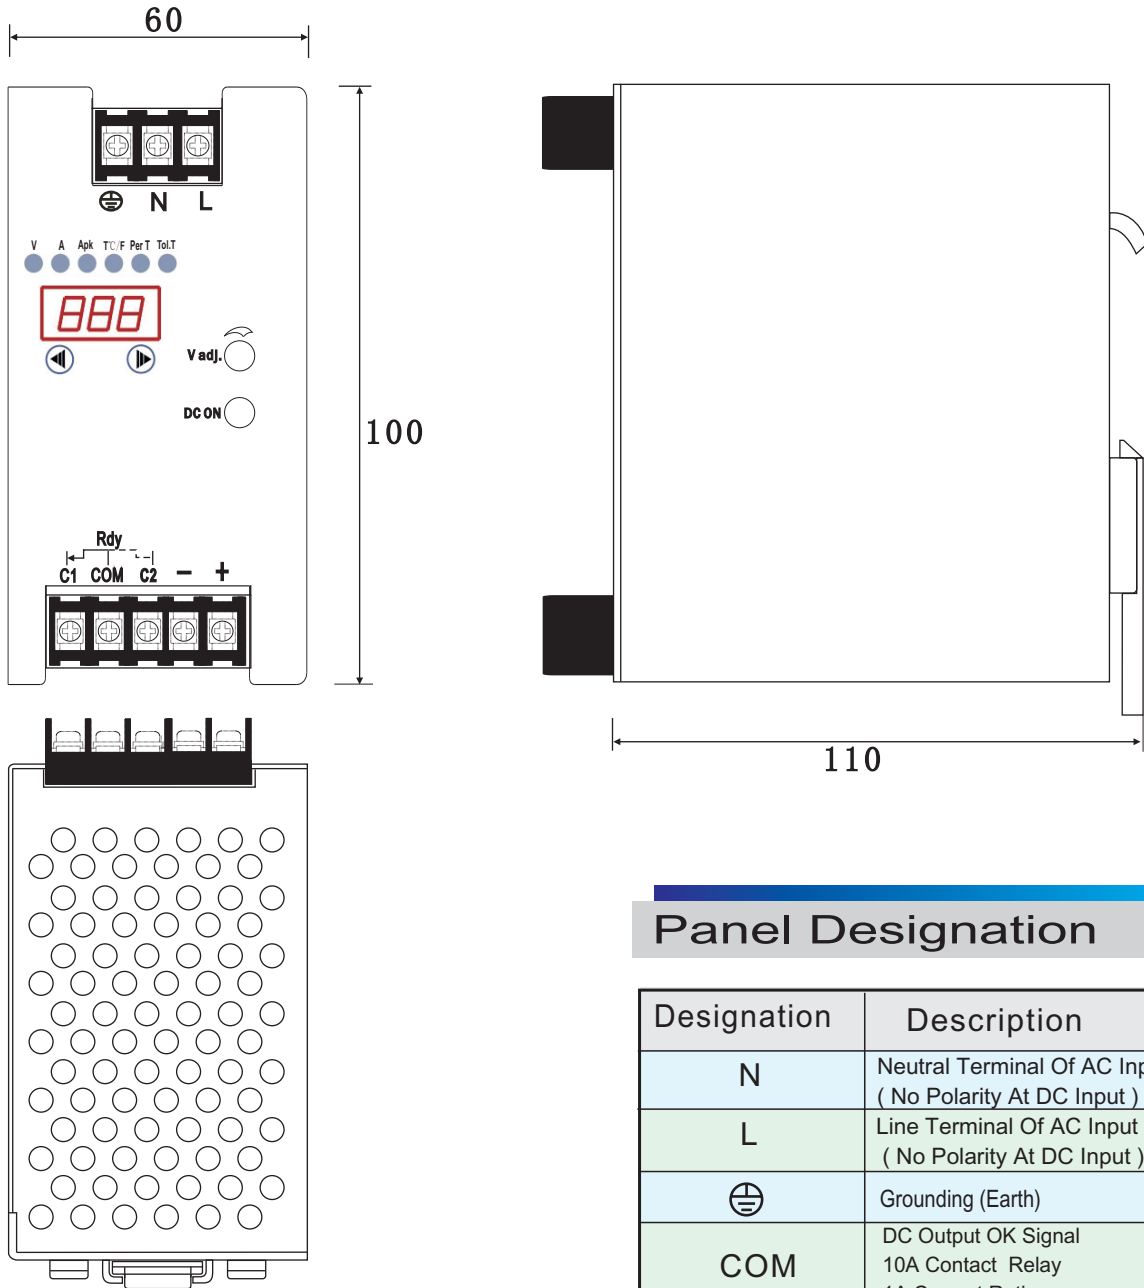 60
N L
V A Apk T℃/F Per T Tol.T
888
V adj.
DC ON
100
Rdy
C1 COM C2 − +
110
Panel Designation
Designation Description
N Neutral Terminal Of AC
( No Polarity At DC Input )
L Line Terminal Of AC Input
( No Polarity At DC Input )
Grounding (Earth)
DC Output OK Signal
COM 10A Contact Relay